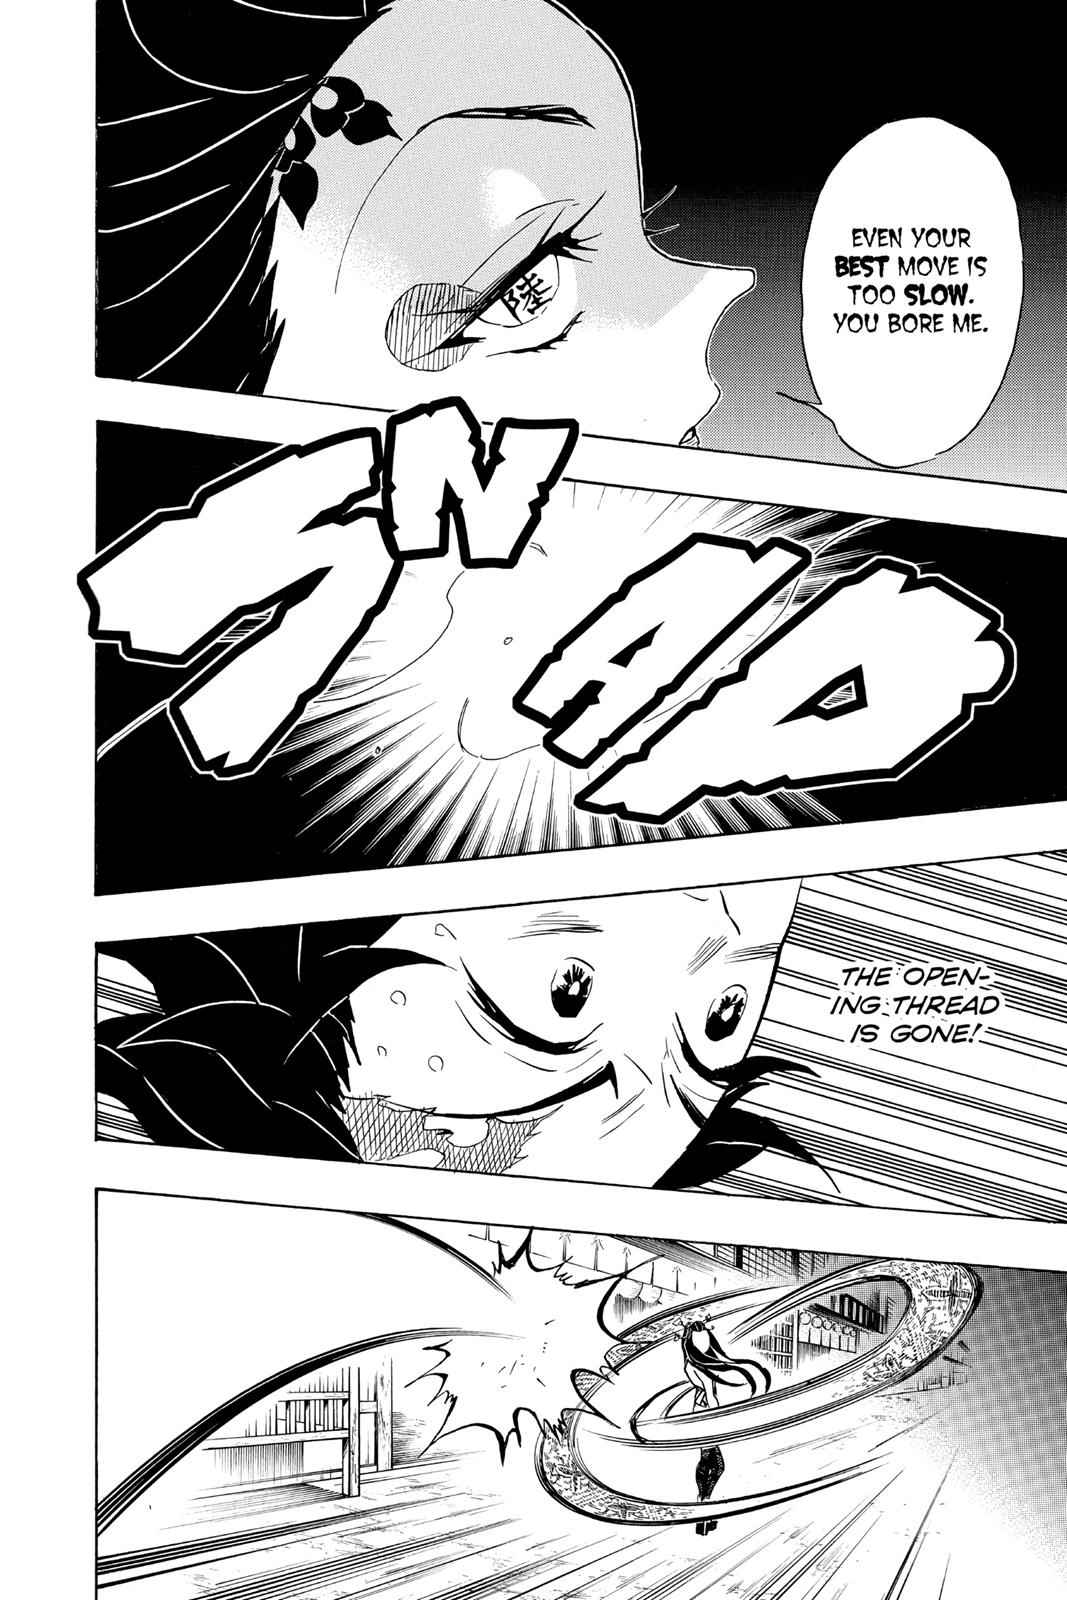 EVEN YOUR
BEST MOVE IS
TOO SLOW.
YOU BORE ME.
陸
SNAP
THE OPEN-
ING THREAD
IS GONE!